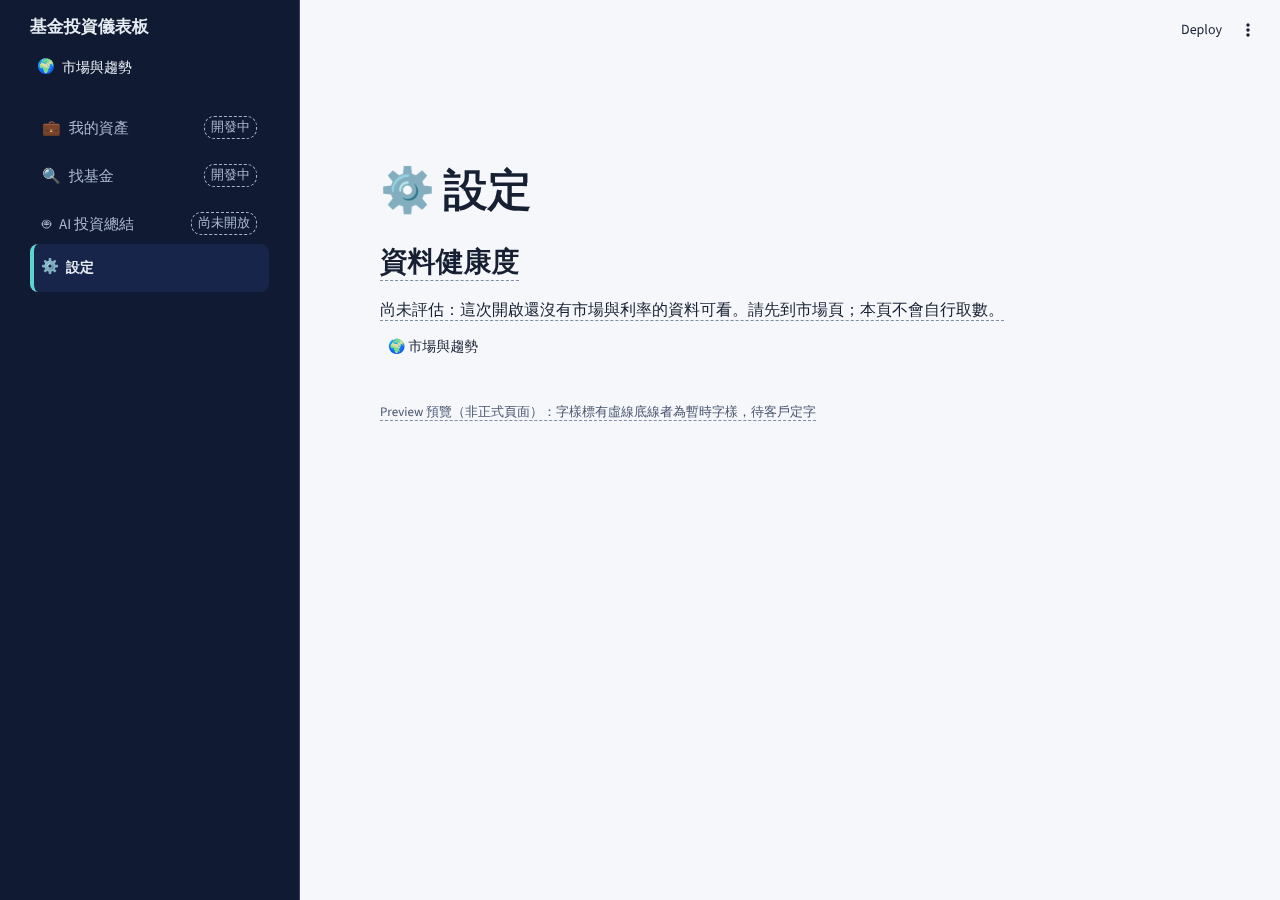 基金投資儀表板
🌍 市場與趨勢
💼 我的資產 開發中
🔍 找基金 開發中
AI 投資總結 尚未開放
⚙️ 設定
Deploy
⚙️ 設定
資料健康度
尚未評估：這次開啟還沒有市場與利率的資料可看。請先到市場頁；本頁不會自行取數。
🌍 市場與趨勢
Preview 預覽（非正式頁面）：字樣標有虛線底線者為暫時字樣，待客戶定字